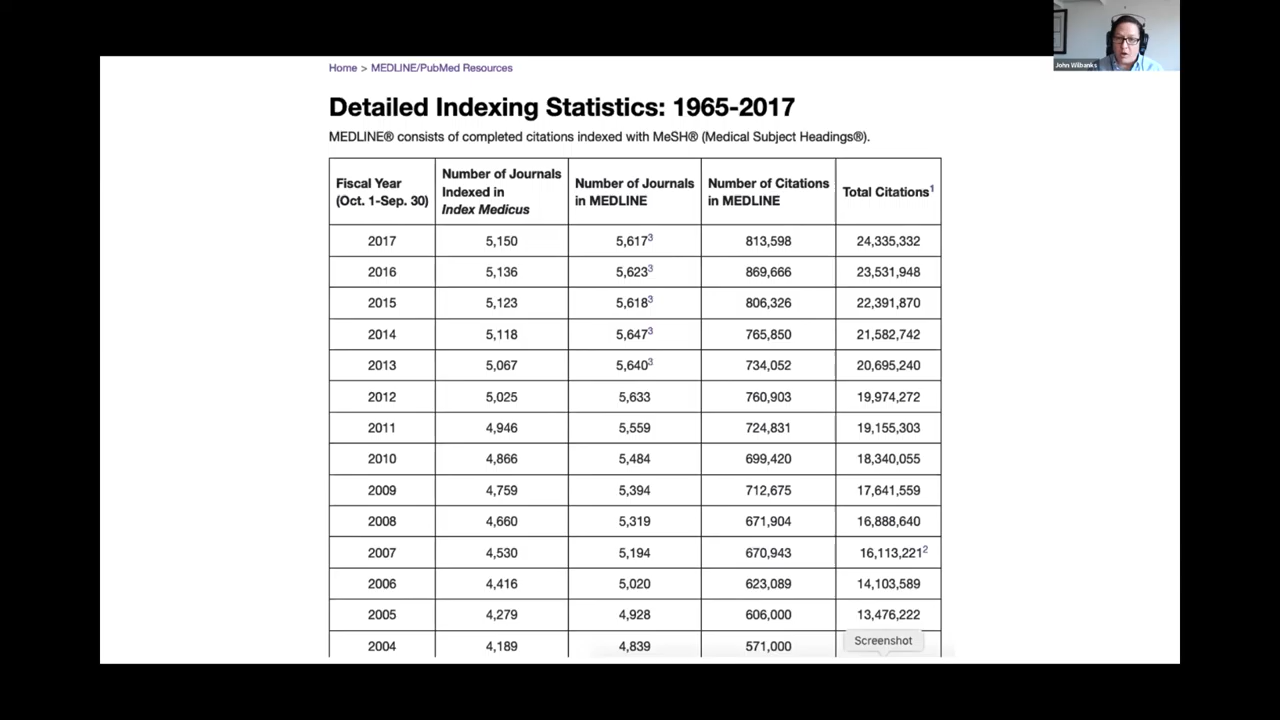 John Wilbanks
Home > MEDLINE/PubMed Resources
Detailed Indexing Statistics: 1965-2017
MEDLINE® consists of completed citations indexed with MeSH® (Medical Subject Headings®).
Fiscal Year (Oct. 1-Sep. 30) Number of Journals Indexed in Index Medicus Number of Journals in MEDLINE Number of Citations in MEDLINE Total Citations1
2017 5,150 5,6173 813,598 24,335,332
2016 5,136 5,6233 869,666 23,531,948
2015 5,123 5,6183 806,326 22,391,870
2014 5,118 5,6473 765,850 21,582,742
2013 5,067 5,6403 734,052 20,695,240
2012 5,025 5,633 760,903 19,974,272
2011 4,946 5,559 724,831 19,155,303
2010 4,866 5,484 699,420 18,340,055
2009 4,759 5,394 712,675 17,641,559
2008 4,660 5,319 671,904 16,888,640
2007 4,530 5,194 670,943 16,113,2212
2006 4,416 5,020 623,089 14,103,589
2005 4,279 4,928 606,000 13,476,222
2004 4,189 4,839 571,000
Screenshot